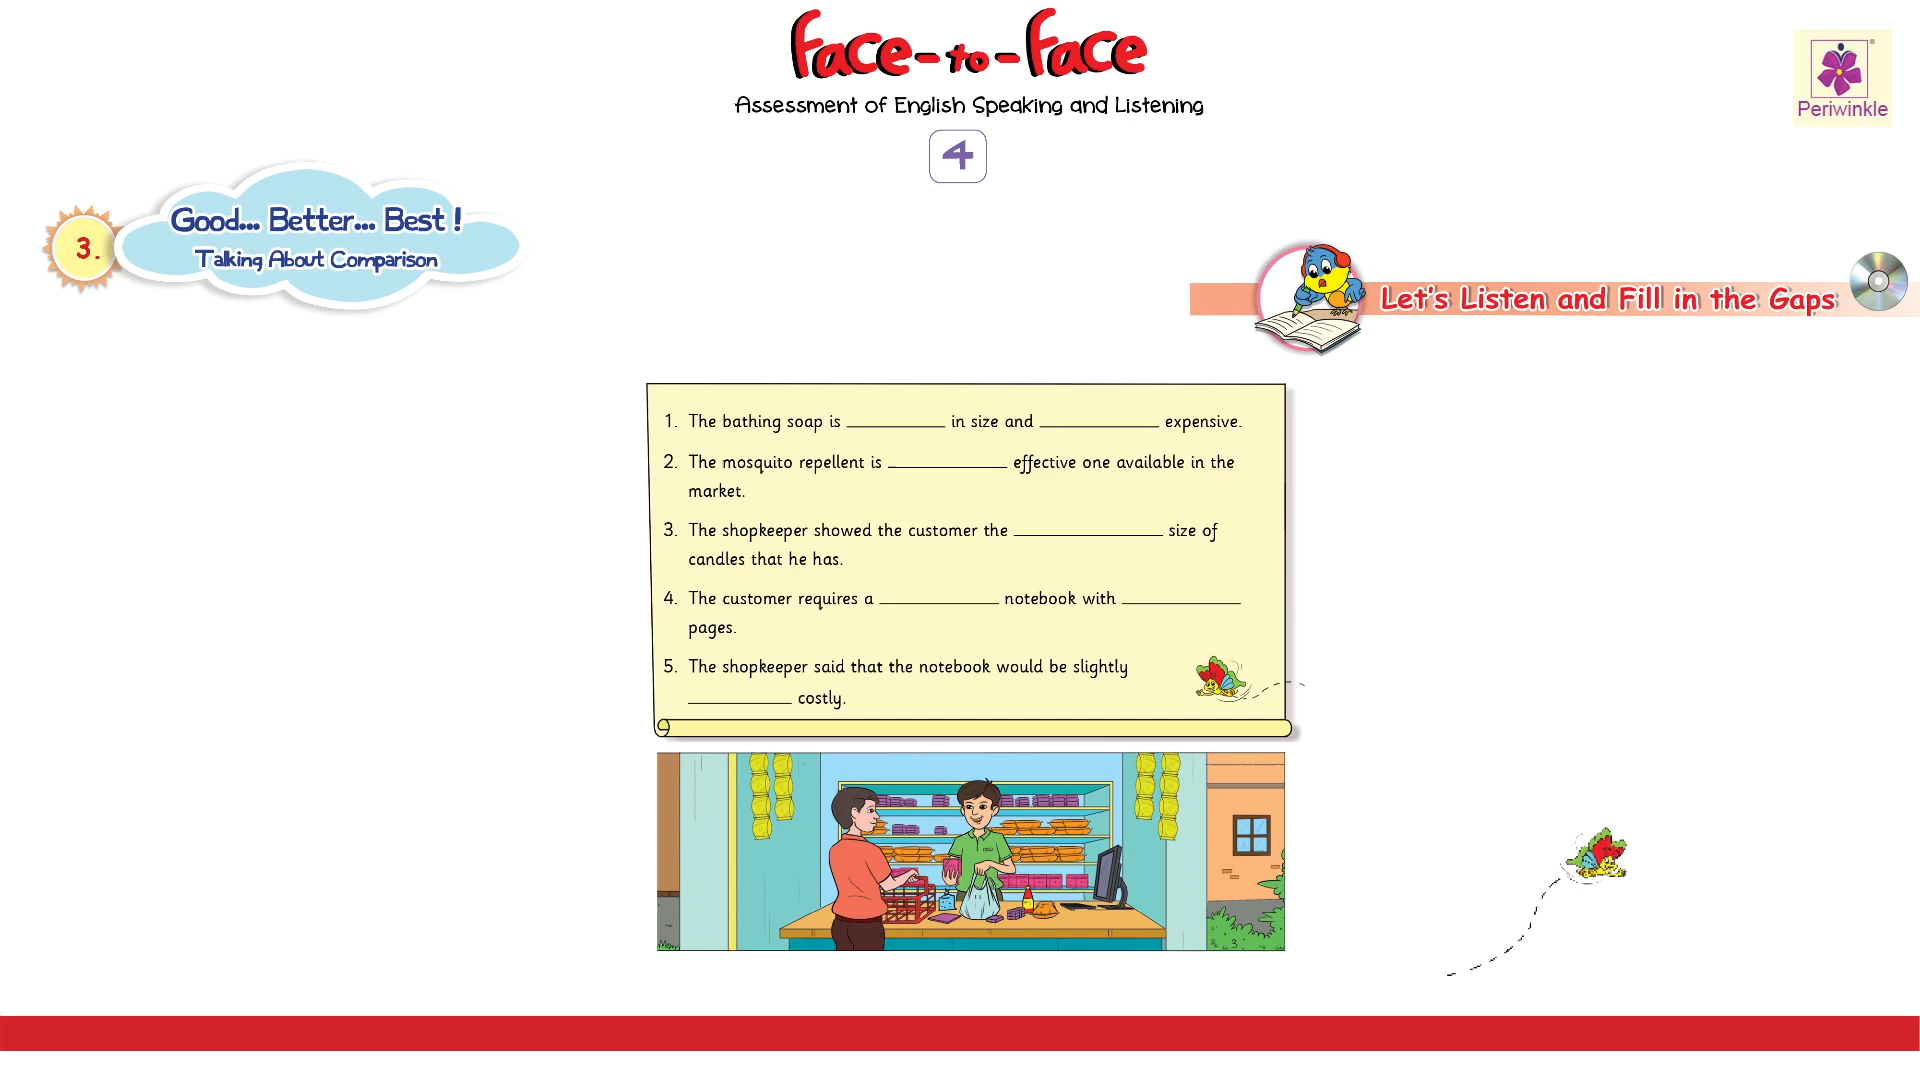 Face-to-Face
Assessment of English Speaking and Listening
4
Periwinkle
3.
Good... Better... Best !
Talking About Comparison
Let's Listen and Fill in the Gaps
1. The bathing soap is __________ in size and ____________ expensive.
2. The mosquito repellent is ____________ effective one available in the
market.
3. The shopkeeper showed the customer the _______________ size of
candles that he has.
4. The customer requires a ____________ notebook with ____________
pages.
5. The shopkeeper said that the notebook would be slightly
__________ costly.